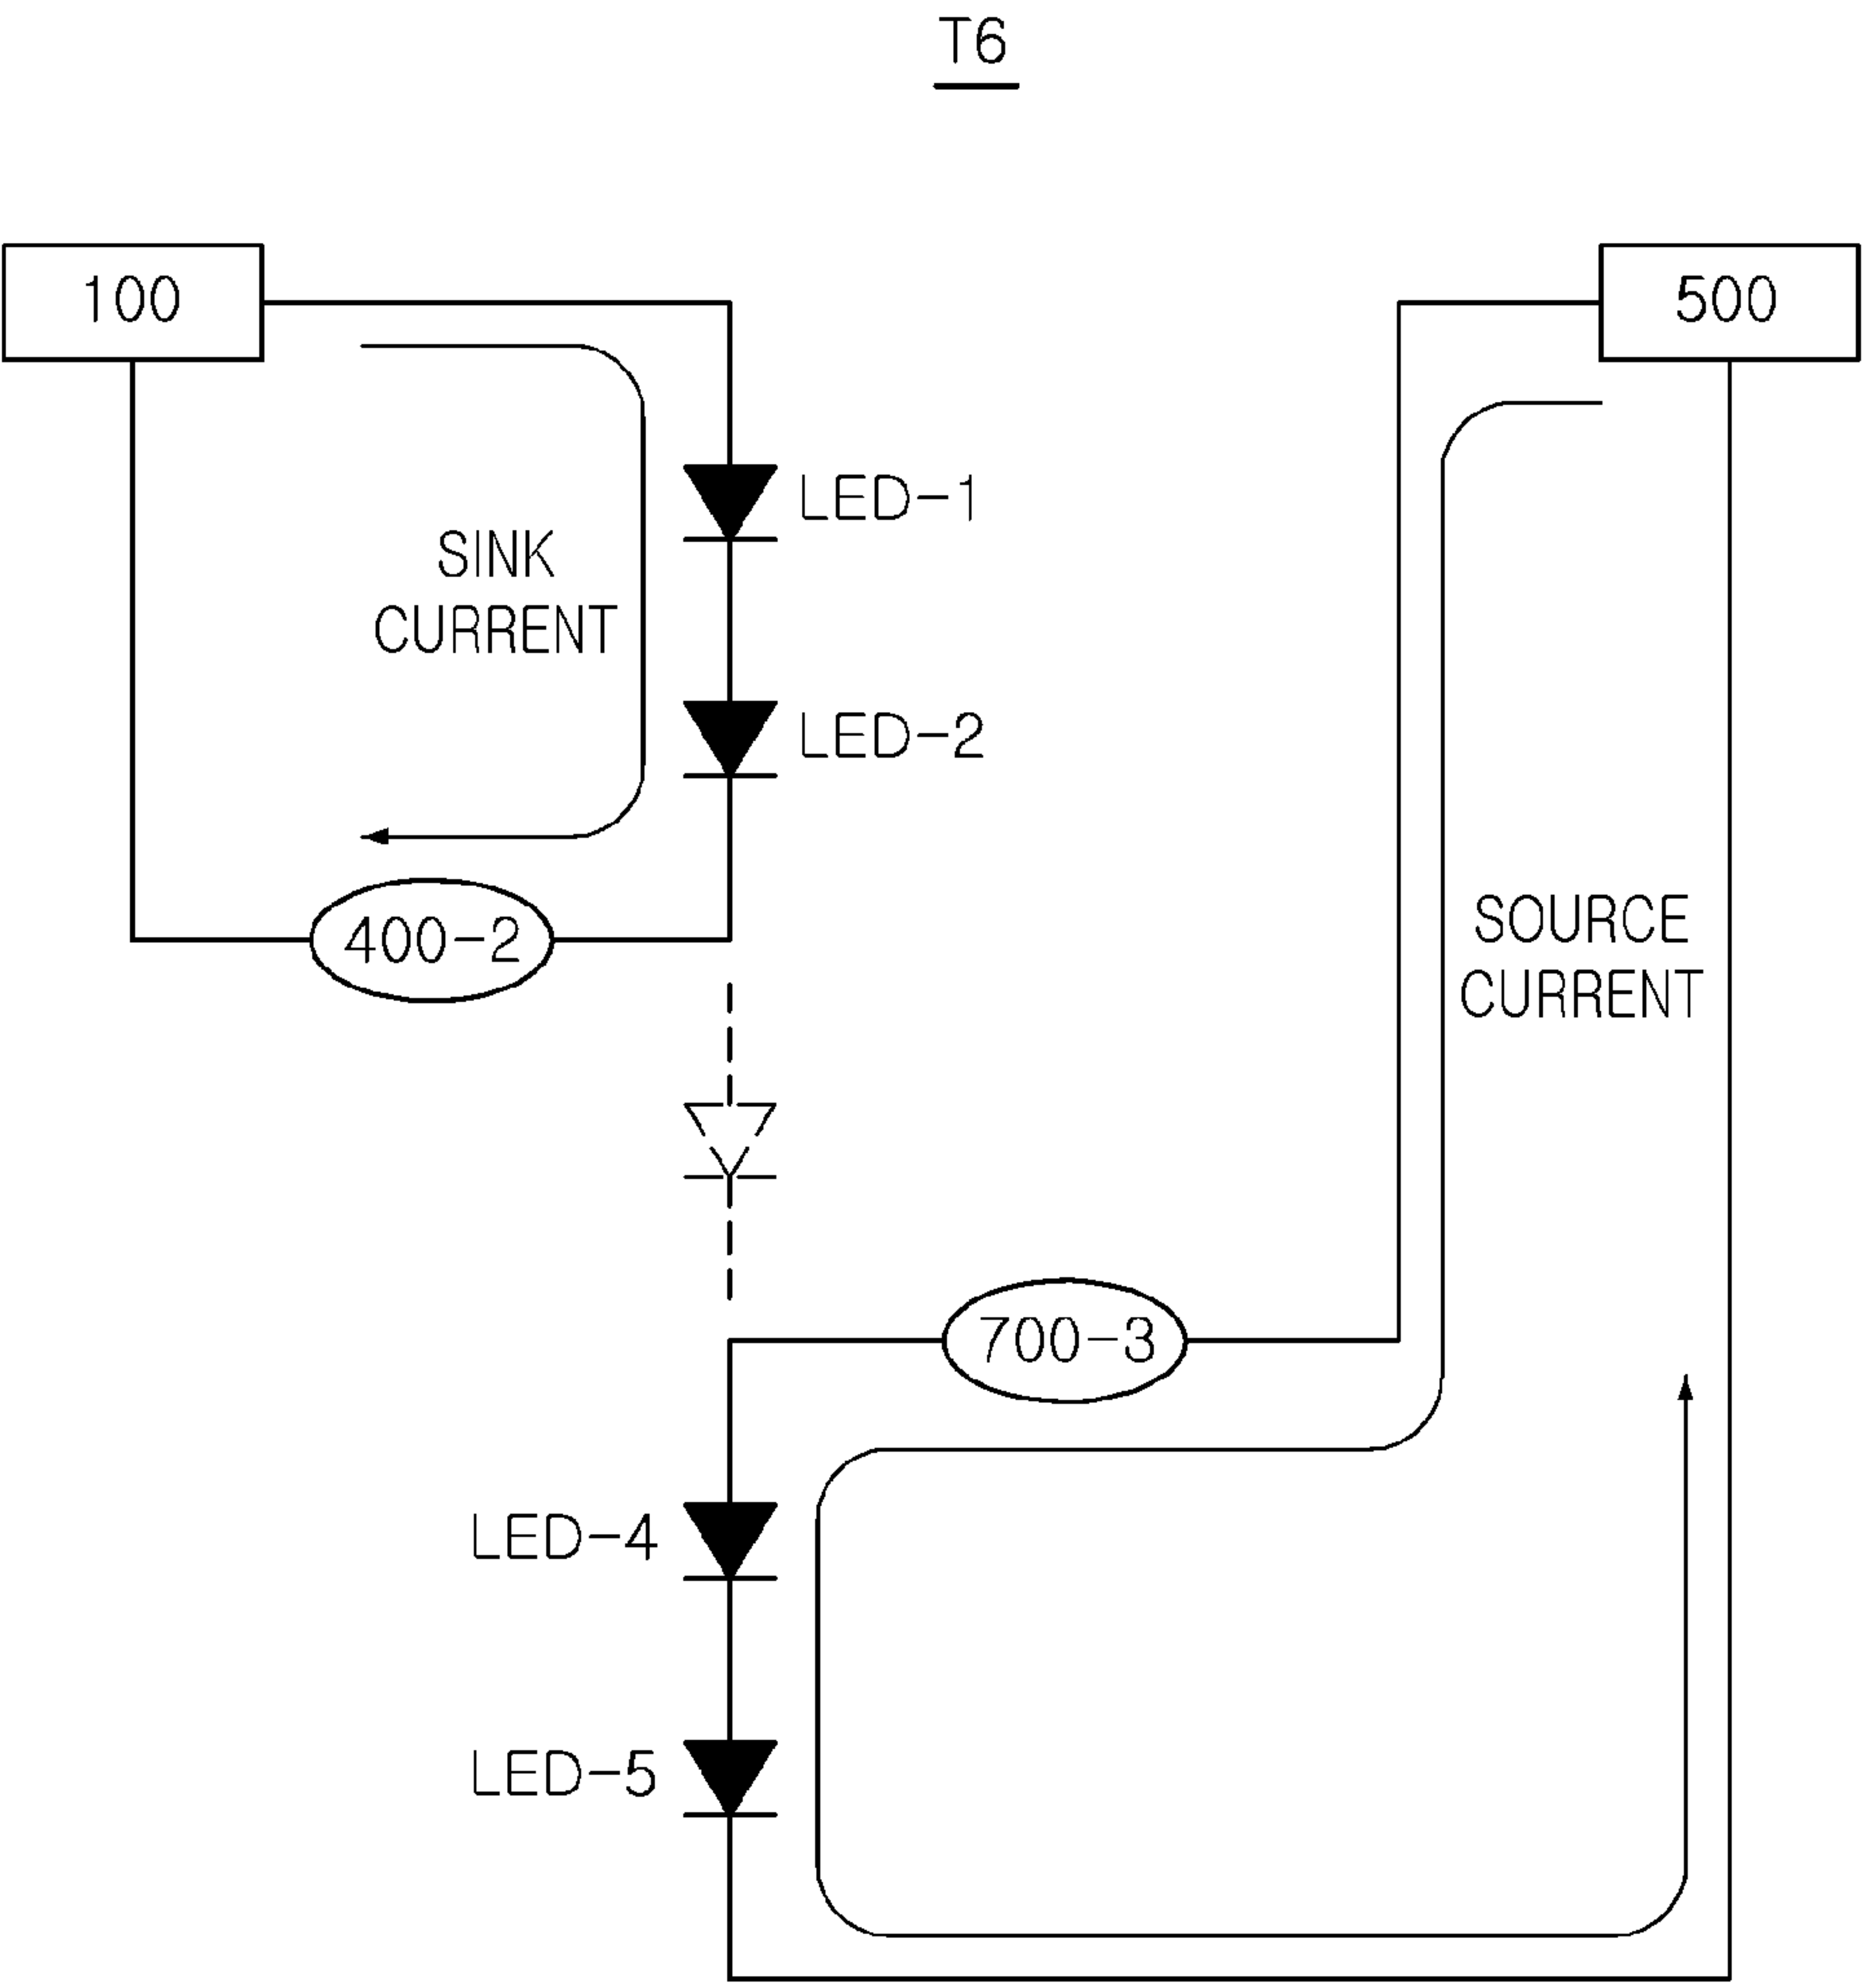 T6
100
500
LED-1
SINK
CURRENT
LED-2
400-2
SOURCE
CURRENT
700-3
LED-4
LED-5